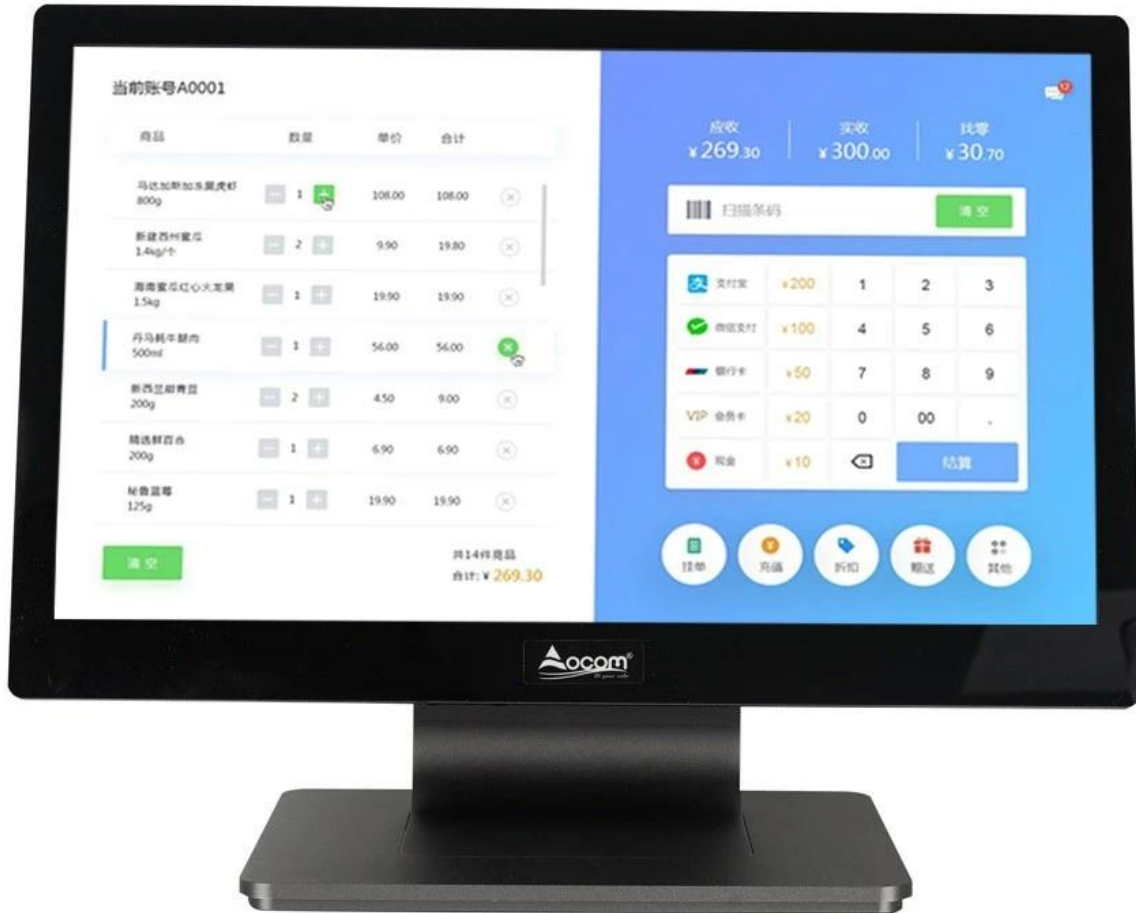 当前账号A0001
商品 数量 单价 合计
马达加斯加东黑虎虾
800g
1 108.00 108.00
新建西州蜜瓜
1.4kg/个
2 9.90 19.80
海南蜜瓜红心火龙果
1.5kg
1 19.90 19.90
丹马耗牛腿肉
500ml
1 56.00 56.00
新西兰甜青豆
200g
2 4.50 9.00
精选鲜百合
200g
1 6.90 6.90
秘鲁蓝莓
125g
1 19.90 19.90
清空
共14件商品
合计: ¥ 269.30
12
应收 实收 找零
¥269.30 ¥300.00 ¥30.70
扫描条码 清空
支付宝 ¥200 1 2 3
微信支付 ¥100 4 5 6
银行卡 ¥50 7 8 9
VIP 会员卡 ¥20 0 00 .
¥ 现金 ¥10 结算
挂单 充值 折扣 赠送 其他
Aocom®